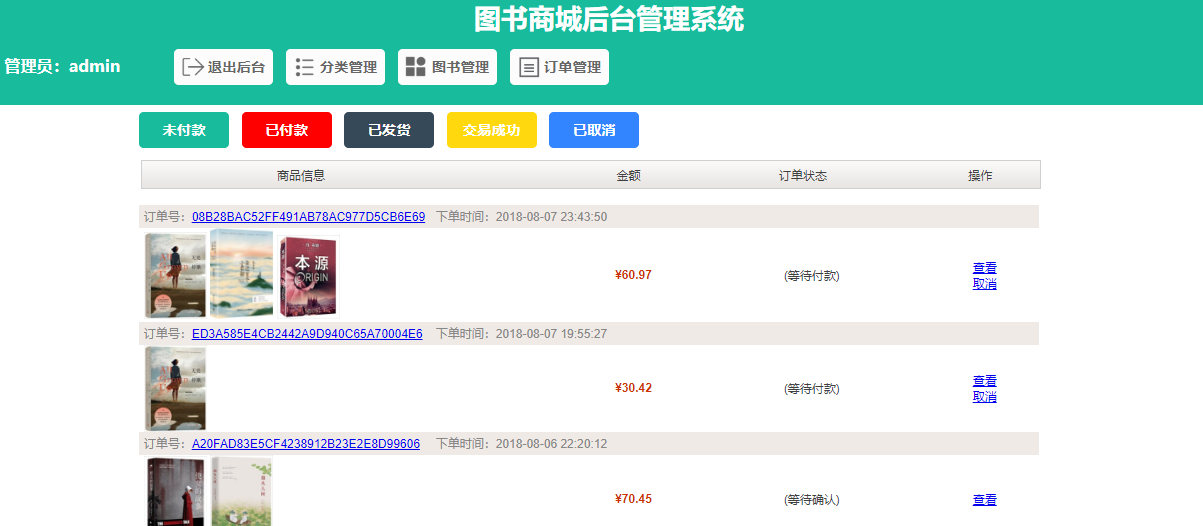 图书商城后台管理系统
管理员：admin 退出后台 分类管理 图书管理 订单管理
未付款 已付款 已发货 交易成功 已取消
商品信息 金额 订单状态 操作
订单号：08B28BAC52FF491AB78AC977D5CB6E69 下单时间：2018-08-07 23:43:50
本源
ORIGIN
¥60.97 (等待付款) 查看
取消
订单号：ED3A585E4CB2442A9D940C65A70004E6 下单时间：2018-08-07 19:55:27
¥30.42 (等待付款) 查看
取消
订单号：A20FAD83E5CF4238912B23E2E8D99606 下单时间：2018-08-06 22:20:12
¥70.45 (等待确认) 查看